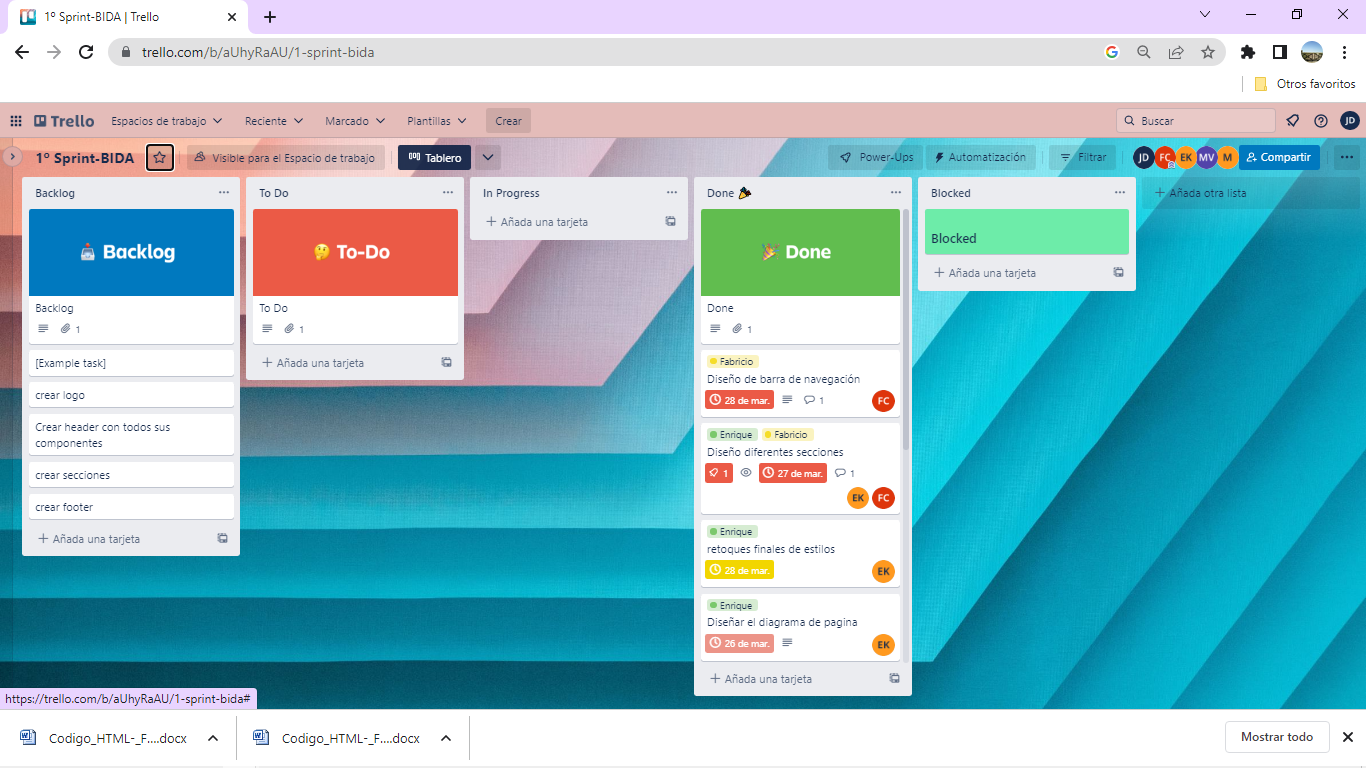 1º Sprint-BIDA | Trello
trello.com/b/aUhyRaAU/1-sprint-bida
Otros favoritos
Trello
Espacios de trabajo
Reciente
Marcado
Plantillas
Crear
Buscar
JD
1º Sprint-BIDA
Visible para el Espacio de trabajo
Tablero
Power-Ups
Automatización
Filtrar
JD
FC
EK
MV
M
Compartir
Backlog
Backlog
Backlog
1
[Example task]
crear logo
Crear header con todos sus
componentes
crear secciones
crear footer
Añada una tarjeta
To Do
To-Do
To Do
1
Añada una tarjeta
In Progress
Añada una tarjeta
Done
Done
Done
1
Fabricio
Diseño de barra de navegación
28 de mar.
1
FC
Enrique
Fabricio
Diseño diferentes secciones
1
27 de mar.
1
EK
FC
Enrique
retoques finales de estilos
28 de mar.
EK
Enrique
Diseñar el diagrama de pagina
26 de mar.
EK
Añada una tarjeta
Blocked
Blocked
Añada una tarjeta
Añada otra lista
https://trello.com/b/aUhyRaAU/1-sprint-bida#
Codigo_HTML-_F....docx
Codigo_HTML-_F....docx
Mostrar todo